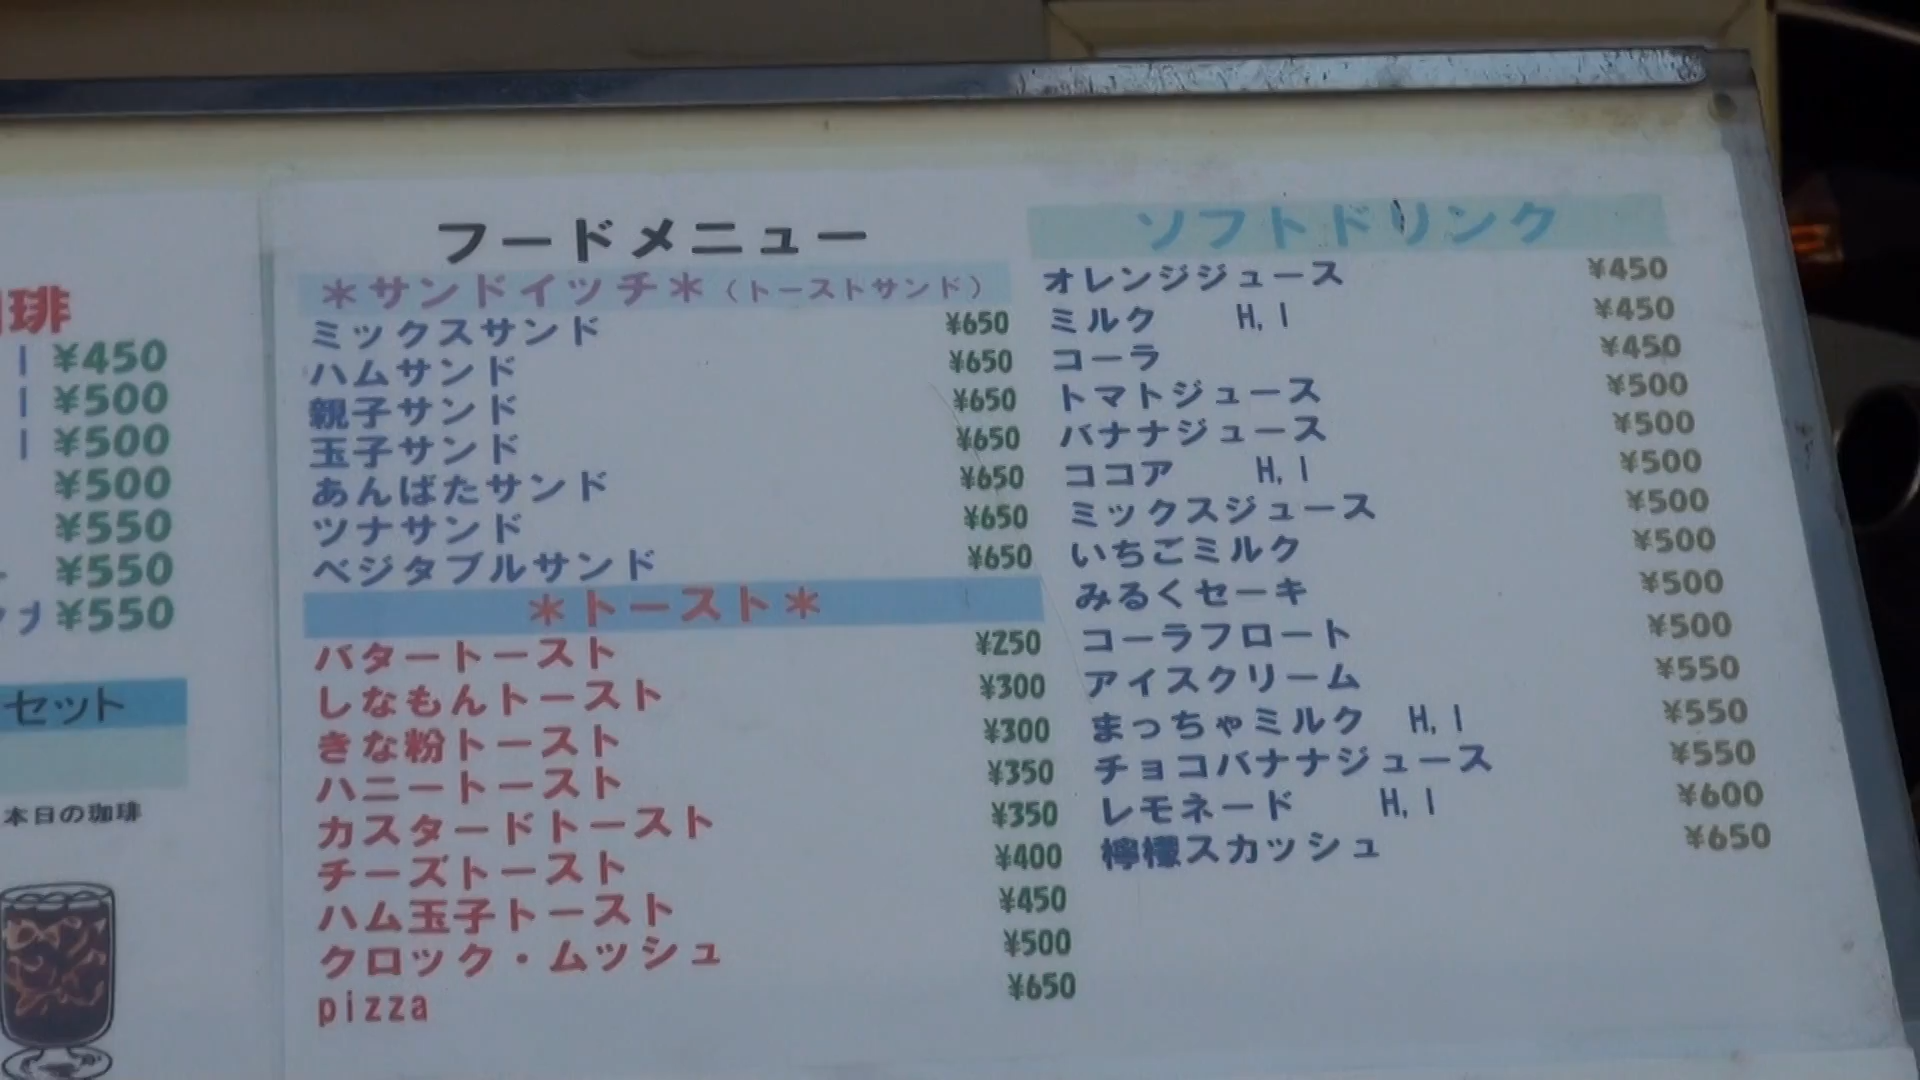 琲
I ¥450
I ¥500
I ¥500
¥500
¥550
¥550
¥550
セット
本日の珈琲
フードメニュー
＊サンドイッチ＊（トーストサンド）
ミックスサンド ¥650
ハムサンド ¥650
親子サンド ¥650
玉子サンド ¥650
あんばたサンド ¥650
ツナサンド ¥650
ベジタブルサンド ¥650
＊トースト＊
バタートースト ¥250
しなもんトースト ¥300
きな粉トースト ¥300
ハニートースト ¥350
カスタードトースト ¥350
チーズトースト ¥400
ハム玉子トースト ¥450
クロック・ムッシュ ¥500
pizza ¥650
ソフトドリンク
オレンジジュース ¥450
ミルク H, I ¥450
コーラ ¥450
トマトジュース ¥500
バナナジュース ¥500
ココア H, I ¥500
ミックスジュース ¥500
いちごミルク ¥500
みるくセーキ ¥500
コーラフロート ¥500
アイスクリーム ¥550
まっちゃミルク H, I ¥550
チョコバナナジュース ¥550
レモネード H, I ¥600
檸檬スカッシュ ¥650